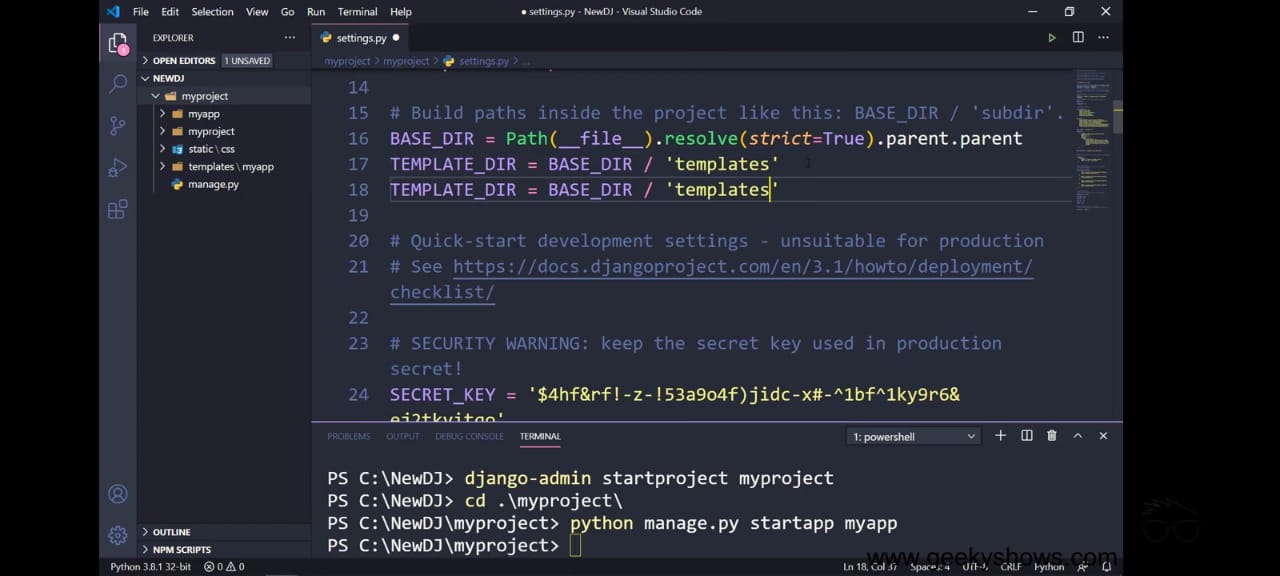 File Edit Selection View Go Run Terminal Help
● settings.py - NewDJ - Visual Studio Code
EXPLORER
settings.py
OPEN EDITORS 1 UNSAVED
myproject > myproject > settings.py > ...
NEWDJ
myproject
myapp
myproject
static \ css
templates \ myapp
manage.py
14
15 # Build paths inside the project like this: BASE_DIR / 'subdir'.
16 BASE_DIR = Path(__file__).resolve(strict=True).parent.parent
17 TEMPLATE_DIR = BASE_DIR / 'templates'
18 TEMPLATE_DIR = BASE_DIR / 'templates'
19
20 # Quick-start development settings - unsuitable for production
21 # See https://docs.djangoproject.com/en/3.1/howto/deployment/
checklist/
22
23 # SECURITY WARNING: keep the secret key used in production
secret!
24 SECRET_KEY = '$4hf&rf!-z-!53a9o4f)jidc-x#-^1bf^1ky9r6&
PROBLEMS OUTPUT DEBUG CONSOLE TERMINAL
1: powershell
PS C:\NewDJ> django-admin startproject myproject
PS C:\NewDJ> cd .\myproject\
PS C:\NewDJ\myproject> python manage.py startapp myapp
PS C:\NewDJ\myproject>
OUTLINE
NPM SCRIPTS
www.geekyshows.com
Python 3.8.1 32-bit 0 0 Ln 18, Col 37 Spaces: 4 UTF-8 CRLF Python